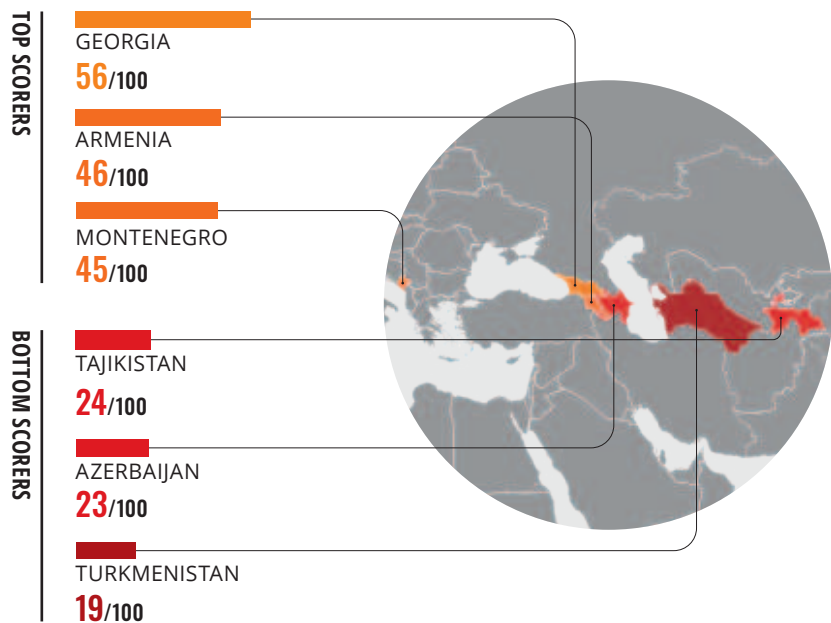 TOP SCORERS
GEORGIA
56/100
ARMENIA
46/100
MONTENEGRO
45/100
BOTTOM SCORERS
TAJIKISTAN
24/100
AZERBAIJAN
23/100
TURKMENISTAN
19/100